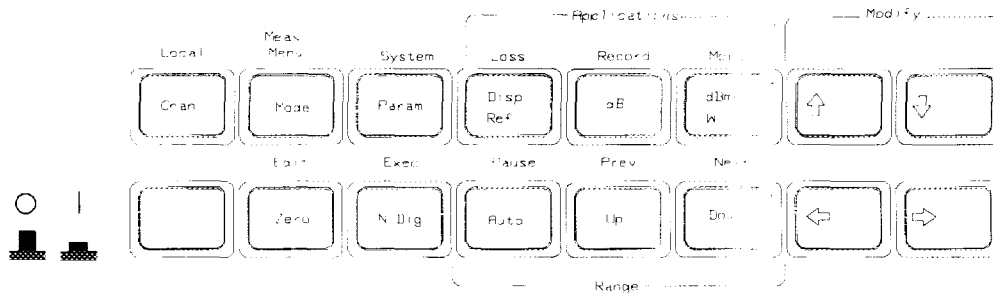 Applications
Modify
Local
Meas
Menu
System
Loss
Record
Chan
Mode
Param
Disp
Ref
dB
dBm
W
Edit
Exec
Pause
Prev
Zero
N Dig
Auto
Up
Range